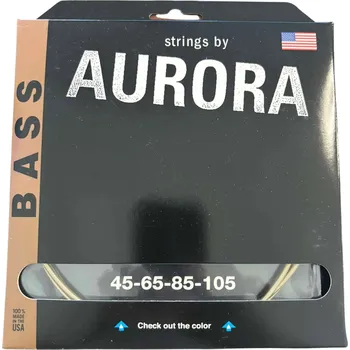 strings by
AURORA
BASS
45-65-85-105
100%
MADE
IN THE
USA
Check out the color